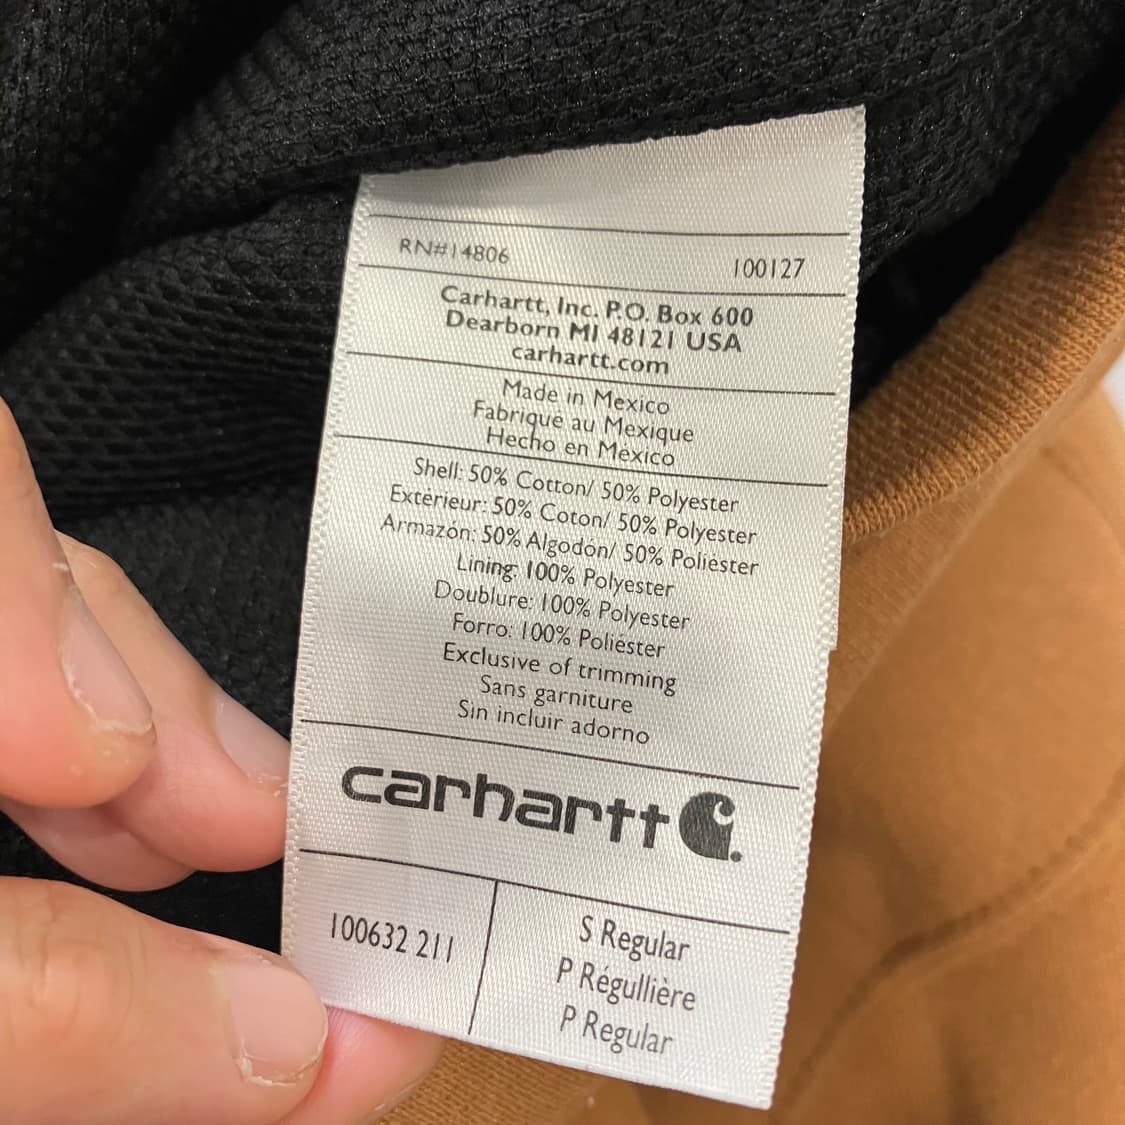 RN#14806 100127
Carhartt, Inc. P.O. Box 600
Dearborn MI 48121 USA
carhartt.com
Made in Mexico
Fabriqué au Mexique
Hecho en México
Shell: 50% Cotton/ 50% Polyester
Extérieur: 50% Coton/ 50% Polyester
Armazón: 50% Algodón/ 50% Poliéster
Lining: 100% Polyester
Doublure: 100% Polyester
Forro: 100% Poliéster
Exclusive of trimming
Sans garniture
Sin incluir adorno
carhartt
100632 211
S Regular
P Régullière
P Regular